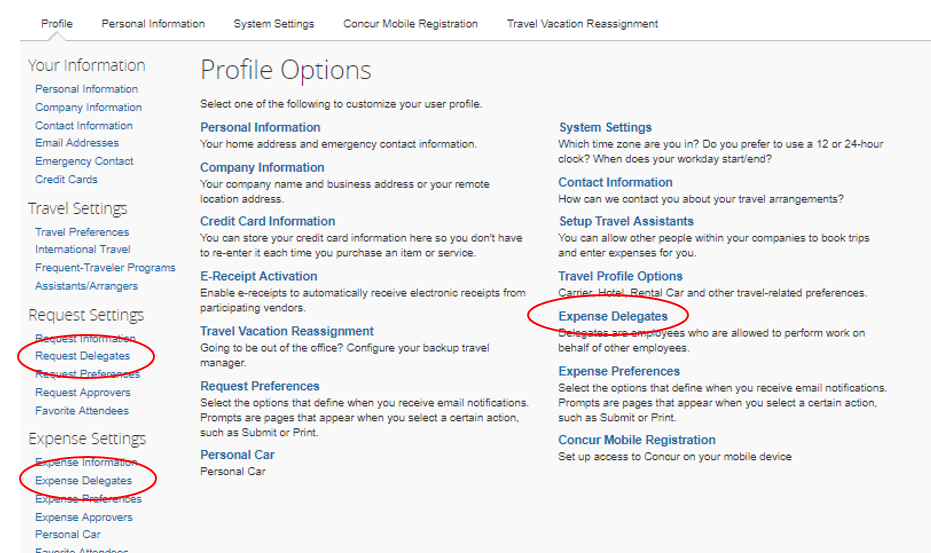 Profile Personal Information System Settings Concur Mobile Registration Travel Vacation Reassignment
Your Information
Personal Information
Company Information
Contact Information
Email Addresses
Emergency Contact
Credit Cards
Travel Settings
Travel Preferences
International Travel
Frequent-Traveler Programs
Assistants/Arrangers
Request Settings
Request Information
Request Delegates
Request Preferences
Request Approvers
Favorite Attendees
Expense Settings
Expense Information
Expense Delegates
Expense Preferences
Expense Approvers
Personal Car
Favorite Attendees
Profile Options
Select one of the following to customize your user profile.
Personal Information
Your home address and emergency contact information.
Company Information
Your company name and business address or your remote
location address.
Credit Card Information
You can store your credit card information here so you don't have
to re-enter it each time you purchase an item or service.
E-Receipt Activation
Enable e-receipts to automatically receive electronic receipts from
participating vendors.
Travel Vacation Reassignment
Going to be out of the office? Configure your backup travel
manager.
Request Preferences
Select the options that define when you receive email notifications.
Prompts are pages that appear when you select a certain action,
such as Submit or Print.
Personal Car
Personal Car
System Settings
Which time zone are you in? Do you prefer to use a 12 or 24-hour
clock? When does your workday start/end?
Contact Information
How can we contact you about your travel arrangements?
Setup Travel Assistants
You can allow other people within your companies to book trips
and enter expenses for you.
Travel Profile Options
Carrier, Hotel, Rental Car and other travel-related preferences.
Expense Delegates
Delegates are employees who are allowed to perform work on
behalf of other employees.
Expense Preferences
Select the options that define when you receive email notifications.
Prompts are pages that appear when you select a certain action,
such as Submit or Print.
Concur Mobile Registration
Set up access to Concur on your mobile device